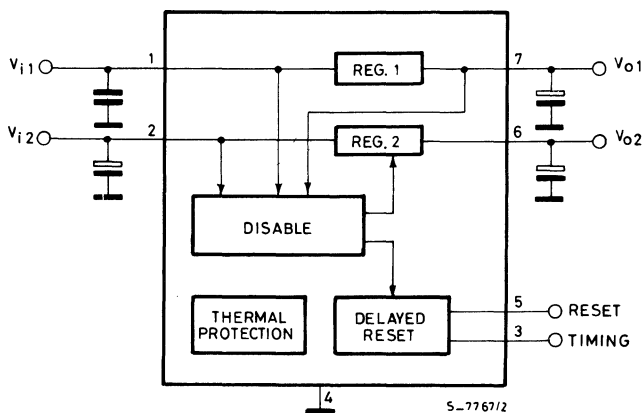 Vi1
1
REG. 1
7
Vo1
Vi2
2
REG. 2
6
Vo2
DISABLE
THERMAL
PROTECTION
DELAYED
RESET
5
RESET
3
TIMING
4
S_7767/2